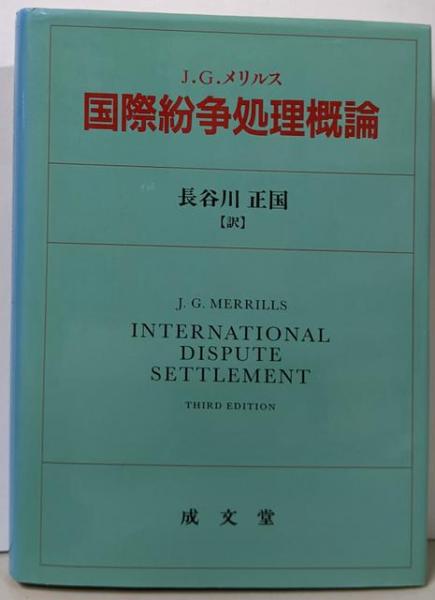 J.G.メリルス
国際紛争処理概論
長谷川 正国
【訳】
J. G. MERRILLS
INTERNATIONAL
DISPUTE
SETTLEMENT
THIRD EDITION
成文堂